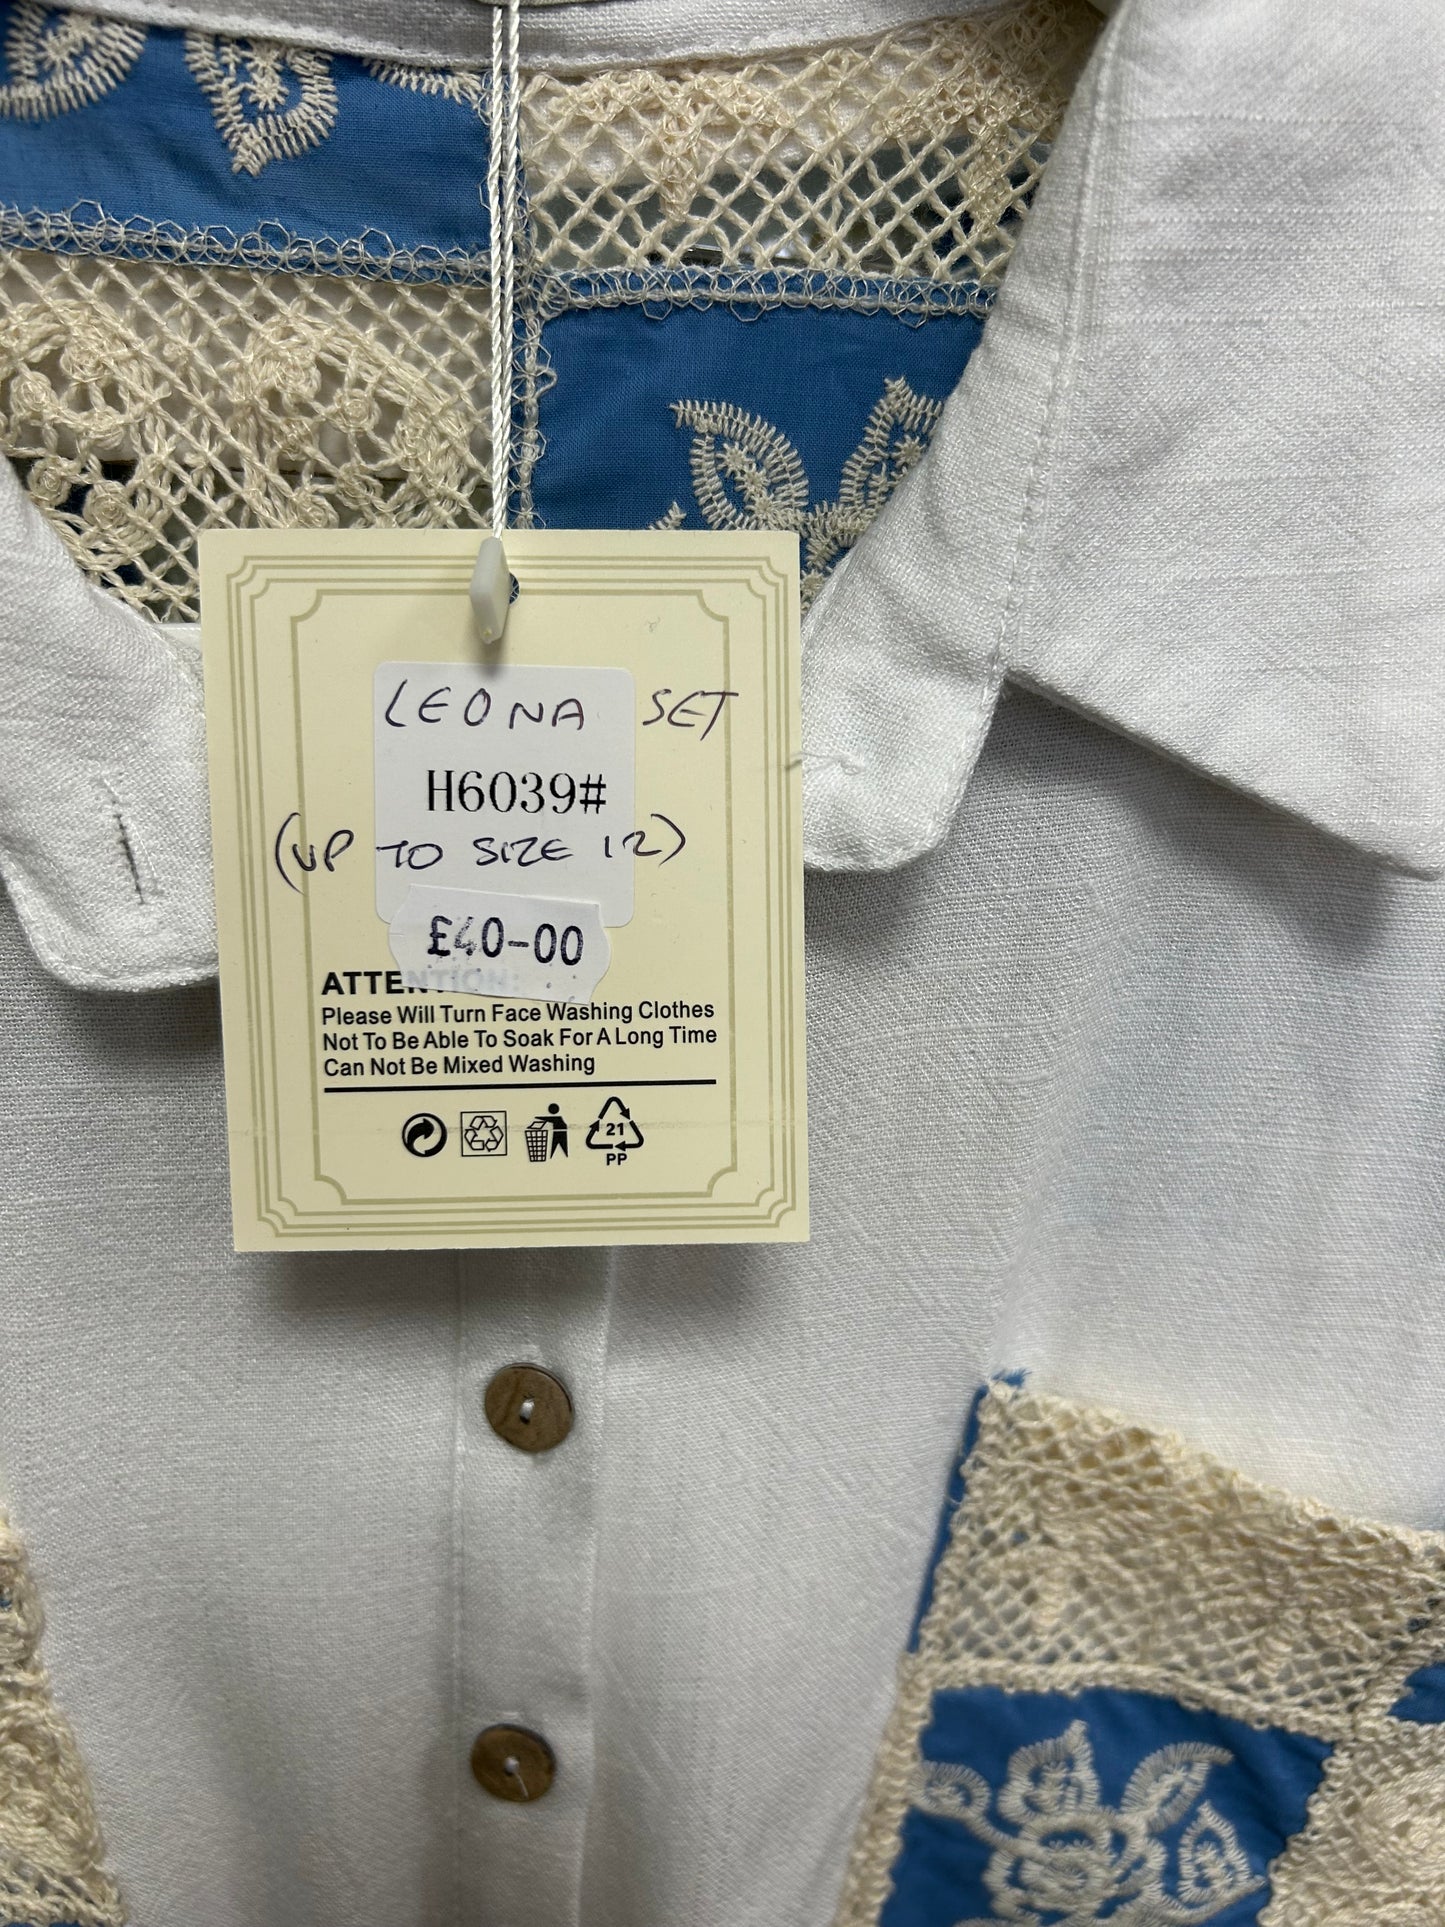 LEONA SET
H6039#
(UP TO SIZE 12)
£40-00
ATTENTION:
Please Will Turn Face Washing Clothes
Not To Be Able To Soak For A Long Time
Can Not Be Mixed Washing
21
PP